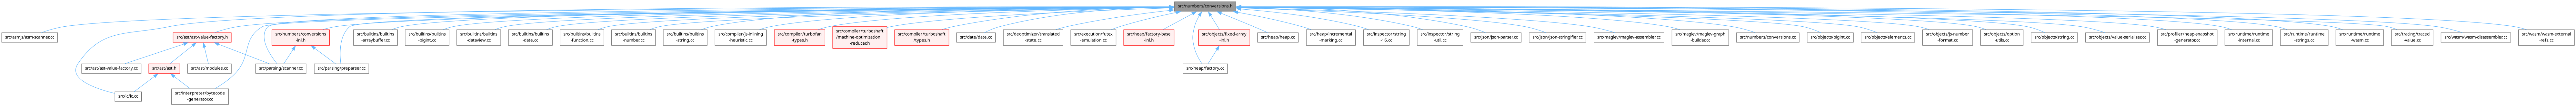 src/numbers/conversions.h
src/asmjs/asm-scanner.cc
src/ast/ast-value-factory.h
src/numbers/conversions
-inl.h
src/builtins/builtins
-arraybuffer.cc
src/builtins/builtins
-bigint.cc
src/builtins/builtins
-dataview.cc
src/builtins/builtins
-date.cc
src/builtins/builtins
-function.cc
src/builtins/builtins
-number.cc
src/builtins/builtins
-string.cc
src/compiler/js-inlining
-heuristic.cc
src/compiler/turbofan
-types.h
src/compiler/turboshaft
/machine-optimization
-reducer.h
src/compiler/turboshaft
/types.h
src/date/date.cc
src/deoptimizer/translated
-state.cc
src/execution/futex
-emulation.cc
src/heap/factory-base
-inl.h
src/objects/fixed-array
-inl.h
src/heap/heap.cc
src/heap/incremental
-marking.cc
src/inspector/string
-16.cc
src/inspector/string
-util.cc
src/json/json-parser.cc
src/json/json-stringifier.cc
src/maglev/maglev-assembler.cc
src/maglev/maglev-graph
-builder.cc
src/numbers/conversions.cc
src/objects/bigint.cc
src/objects/elements.cc
src/objects/js-number
-format.cc
src/objects/option
-utils.cc
src/objects/string.cc
src/objects/value-serializer.cc
src/profiler/heap-snapshot
-generator.cc
src/runtime/runtime
-internal.cc
src/runtime/runtime
-strings.cc
src/runtime/runtime
-wasm.cc
src/tracing/traced
-value.cc
src/wasm/wasm-disassembler.cc
src/wasm/wasm-external
-refs.cc
src/ast/ast-value-factory.cc
src/ast/ast.h
src/ast/modules.cc
src/parsing/scanner.cc
src/parsing/preparser.cc
src/heap/factory.cc
src/ic/ic.cc
src/interpreter/bytecode
-generator.cc